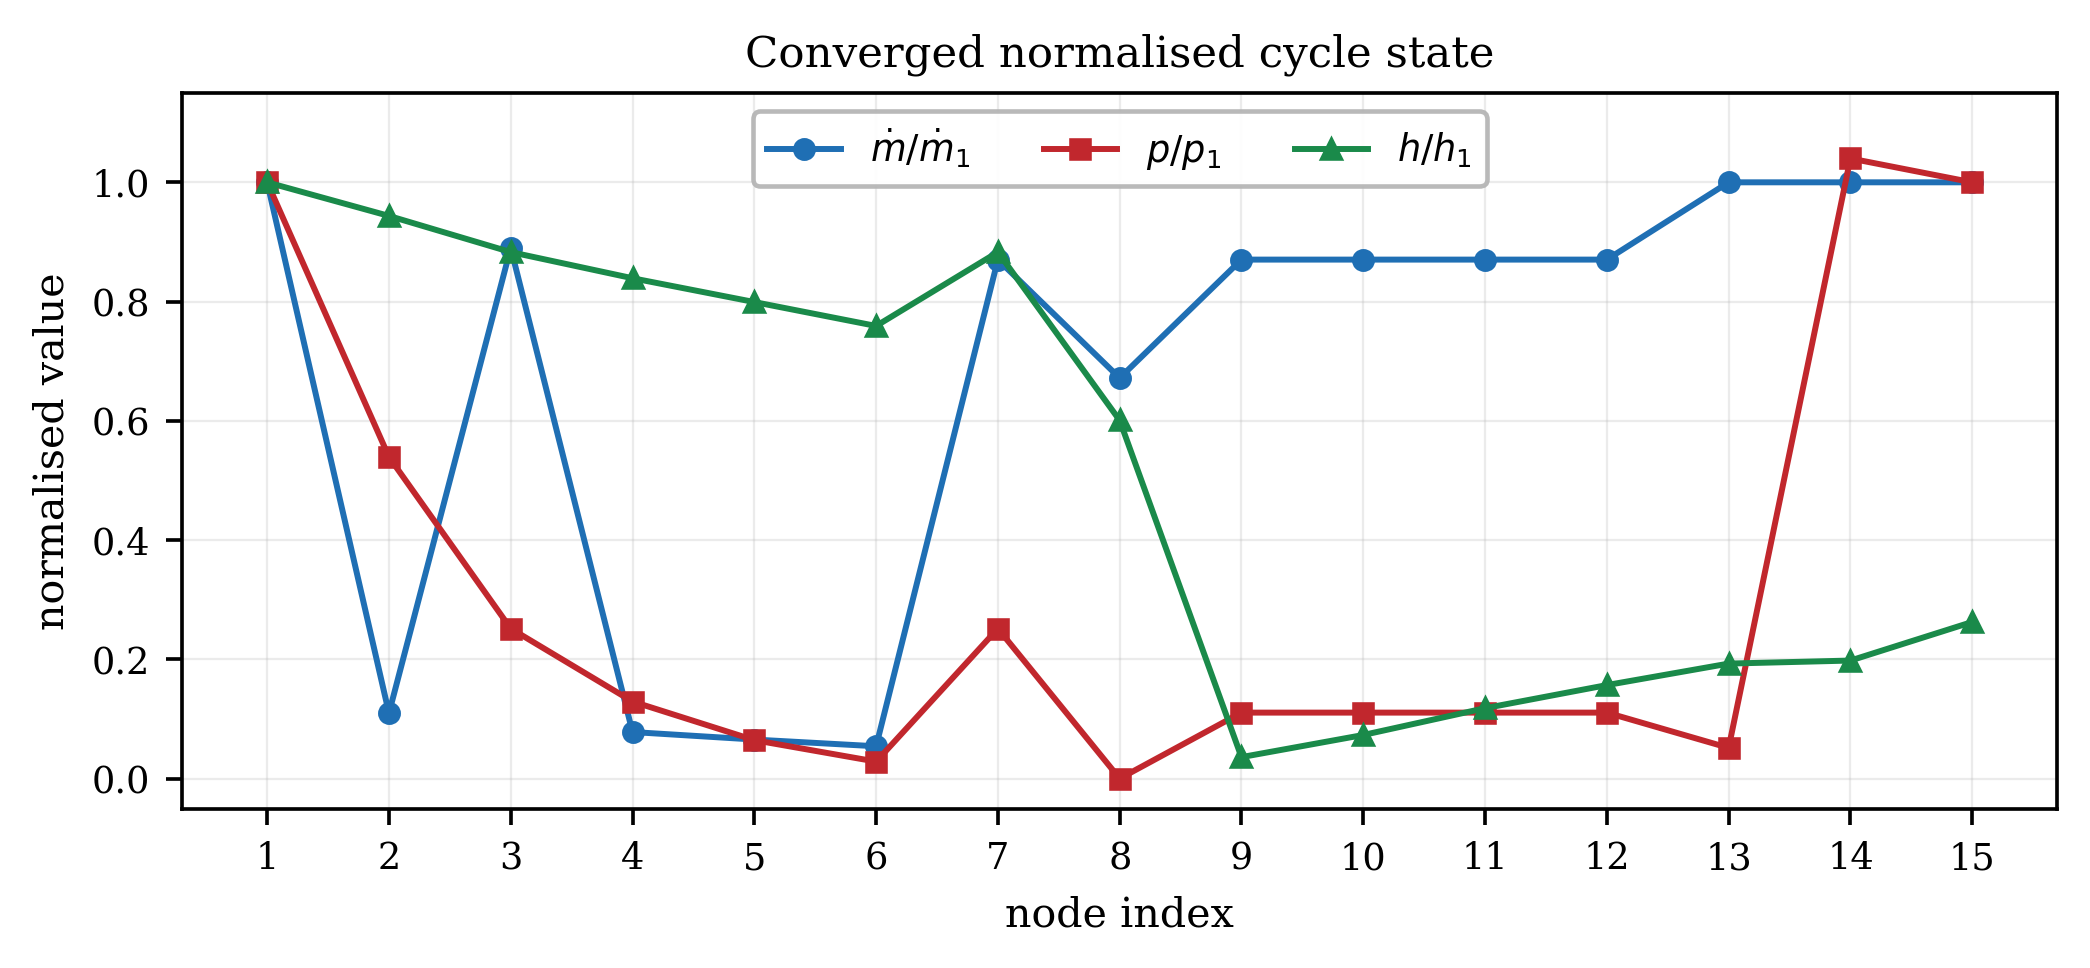 Converged normalised cycle state
ṁ/ṁ₁ p/p₁ h/h₁
normalised value
1.0
0.8
0.6
0.4
0.2
0.0
1 2 3 4 5 6 7 8 9 10 11 12 13 14 15
node index